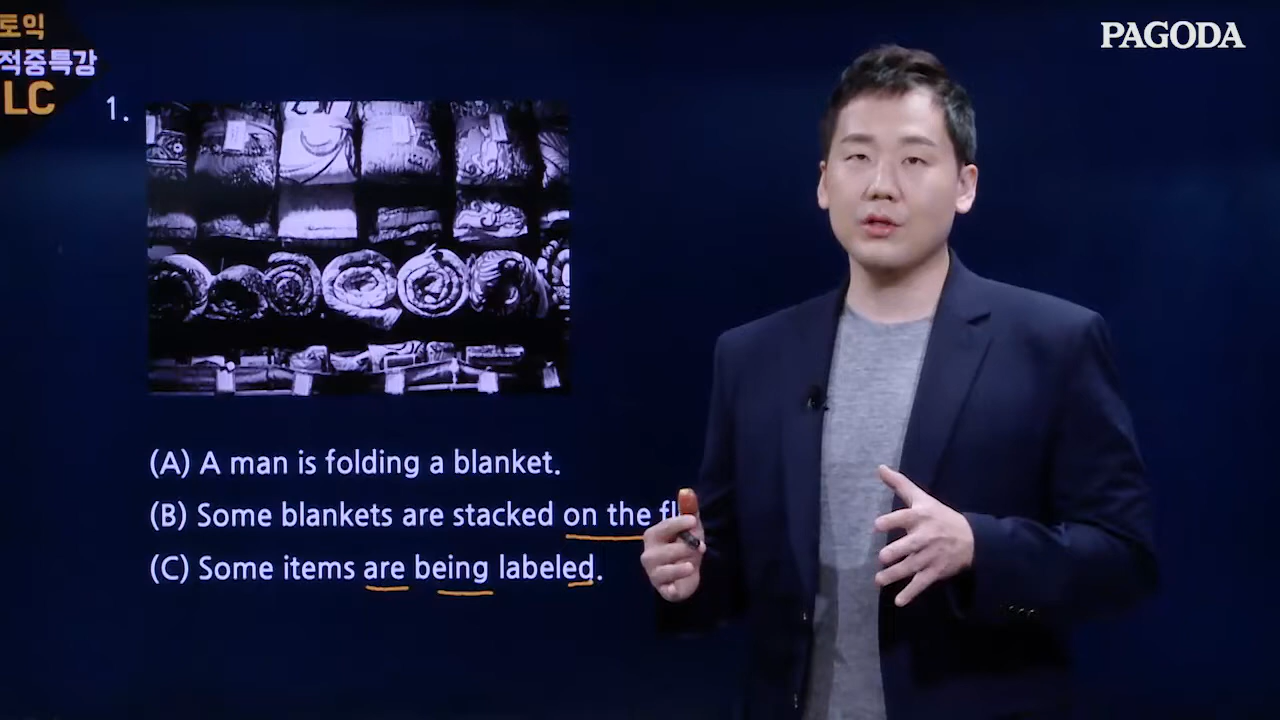 토익
적중특강
LC
PAGODA
1.
(A) A man is folding a blanket.
(B) Some blankets are stacked on the fl
(C) Some items are being labeled.